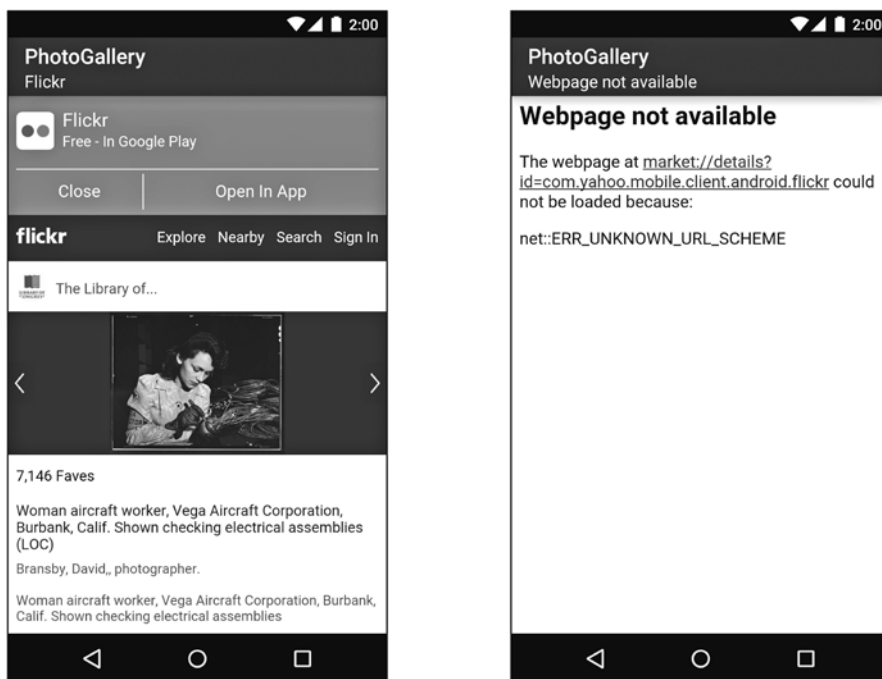 2:00
PhotoGallery
Flickr
Flickr
Free - In Google Play
Close
Open In App
flickr
Explore Nearby Search Sign In
The Library of...
7,146 Faves
Woman aircraft worker, Vega Aircraft Corporation,
Burbank, Calif. Shown checking electrical assemblies
(LOC)
Bransby, David,, photographer.
Woman aircraft worker, Vega Aircraft Corporation, Burbank,
Calif. Shown checking electrical assemblies
2:00
PhotoGallery
Webpage not available
Webpage not available
The webpage at market://details?
id=com.yahoo.mobile.client.android.flickr could
not be loaded because:
net::ERR_UNKNOWN_URL_SCHEME